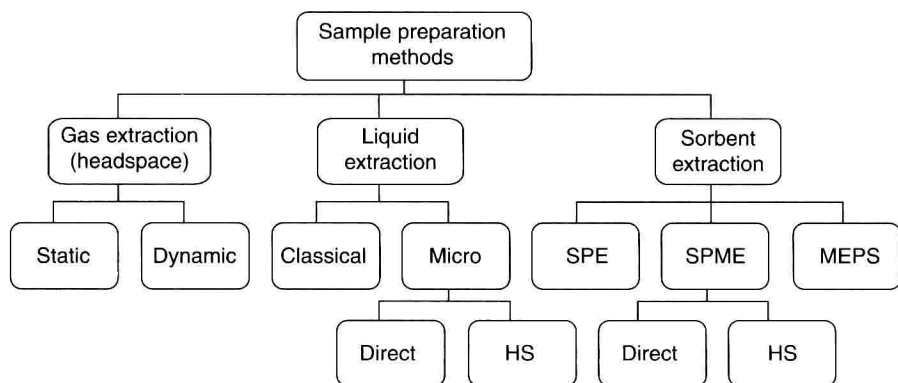 Sample preparation
methods
Gas extraction
(headspace)
Liquid
extraction
Sorbent
extraction
Static
Dynamic
Classical
Micro
SPE
SPME
MEPS
Direct
HS
Direct
HS